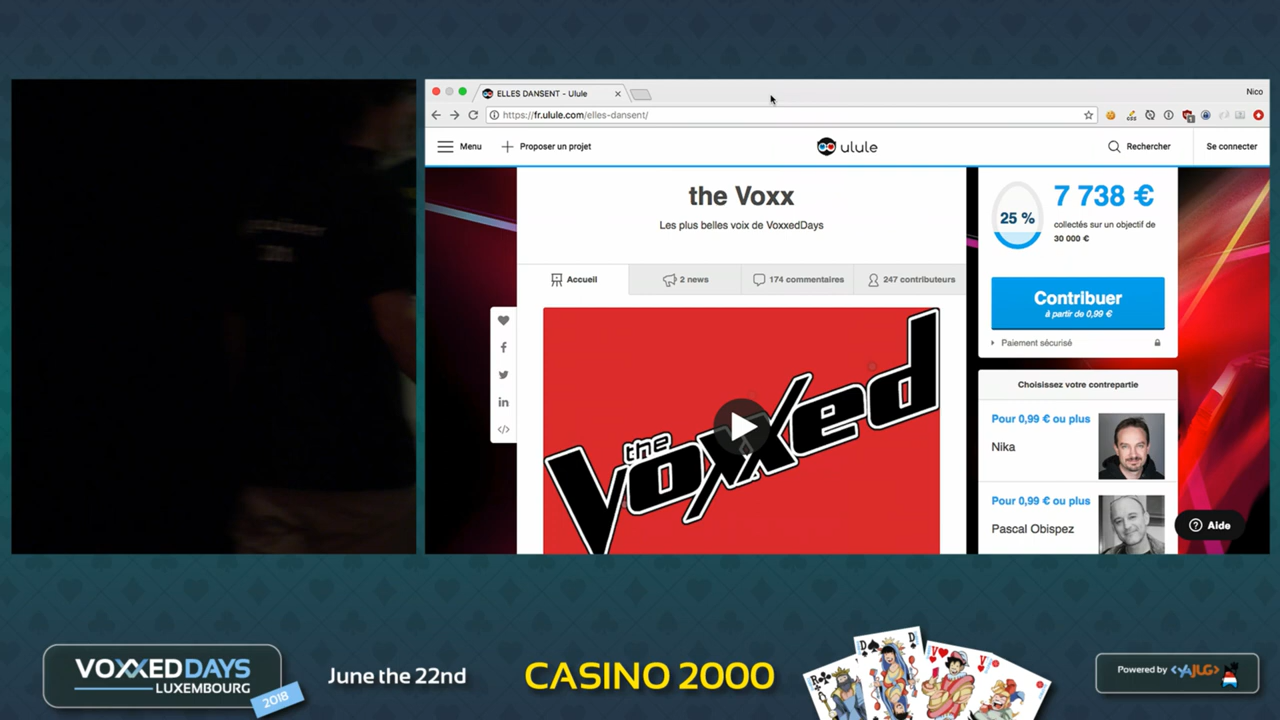 ELLES DANSENT - Ulule
Nico
https://fr.ulule.com/elles-dansent/
Menu
Proposer un projet
ulule
Rechercher
Se connecter
the Voxx
Les plus belles voix de VoxxedDays
Accueil
2 news
174 commentaires
247 contributeurs
25 %
7 738 €
collectés sur un objectif de
30 000 €
Contribuer
à partir de 0,99 €
Paiement sécurisé
Choisissez votre contrepartie
Pour 0,99 € ou plus
Nika
Pour 0,99 € ou plus
Pascal Obispez
Aide
the
Voxxed
VOXXED DAYS
LUXEMBOURG
2018
June the 22nd
CASINO 2000
R
D
D
V
V
Powered by <YAJUG>